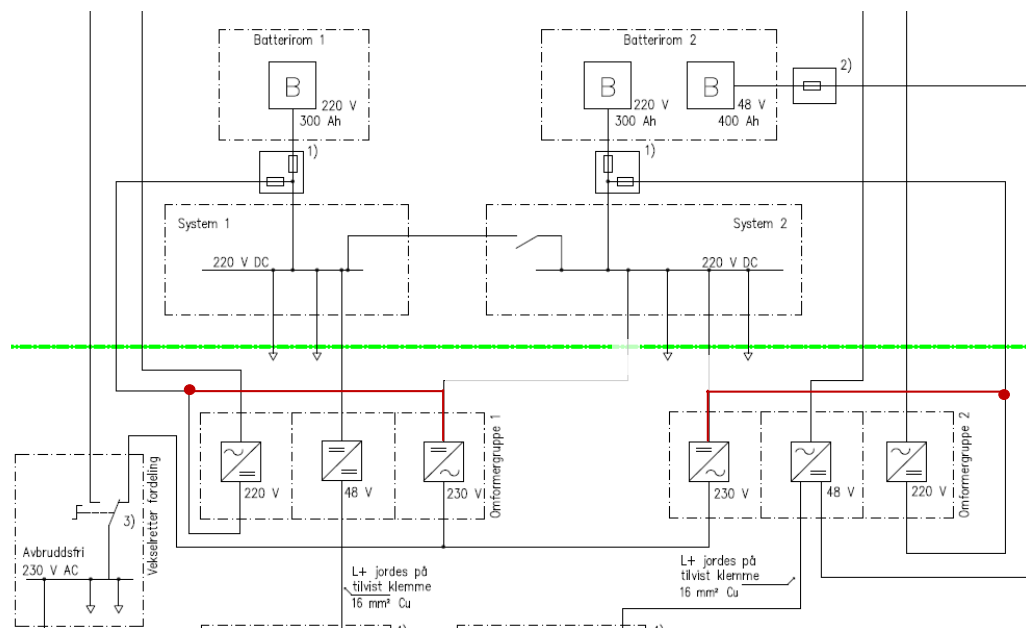 Batterirom 1
B
220 V
300 Ah
1)
Batterirom 2
B
220 V
300 Ah
B
48 V
400 Ah
2)
1)
System 1
220 V DC
System 2
220 V DC
220 V
48 V
230 V
Omformergruppe 1
230 V
48 V
220 V
Omformergruppe 2
3)
Avbruddsfri
230 V AC
Vekselretter fordeling
L+ jordes på
tilvist klemme
16 mm² Cu
L+ jordes på
tilvist klemme
16 mm² Cu